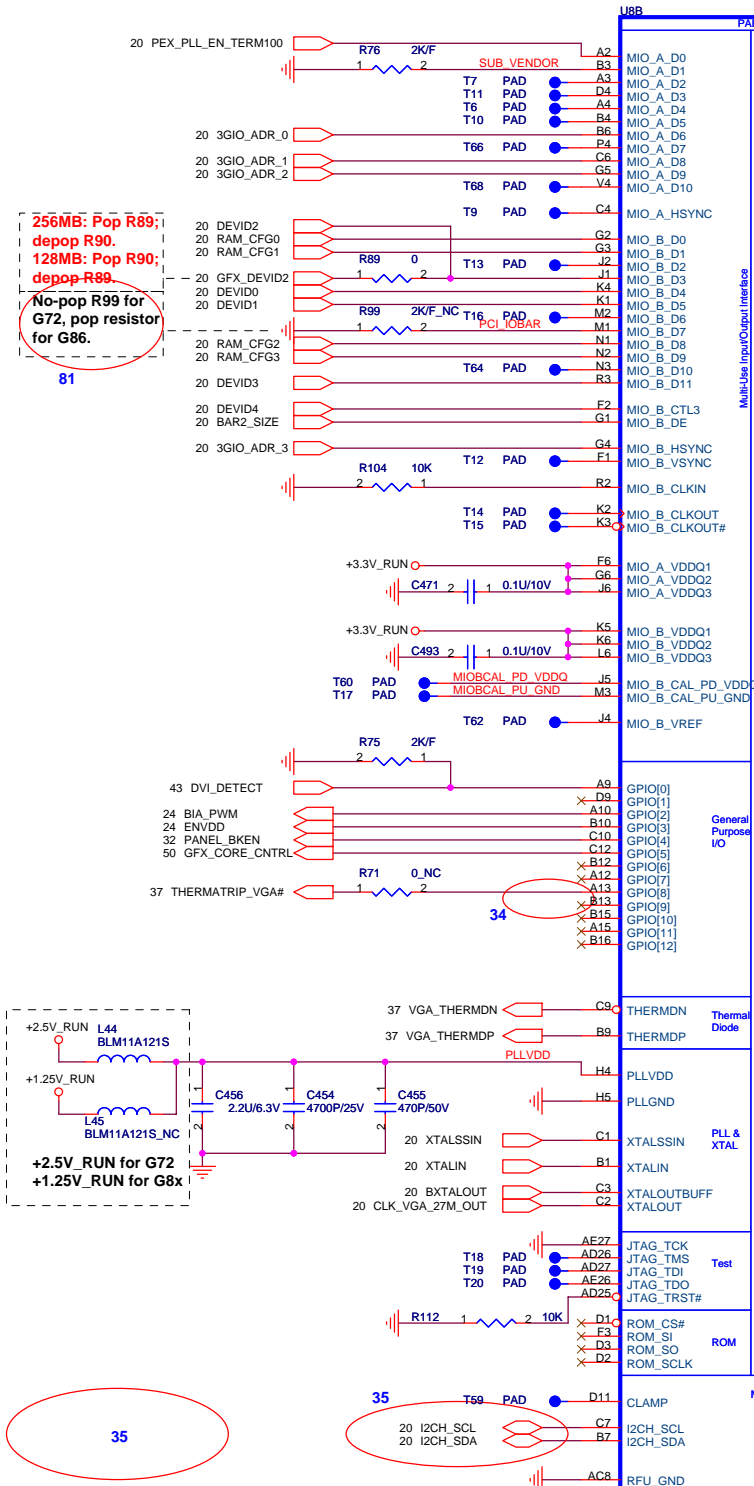 U8B
PA
20 PEX_PLL_EN_TERM100
A2 MIO_A_D0
R76 2K/F
1 2 SUB_VENDOR B3 MIO_A_D1
T7 PAD A3 MIO_A_D2
T11 PAD D4 MIO_A_D3
T6 PAD A4 MIO_A_D4
T10 PAD B4 MIO_A_D5
20 3GIO_ADR_0 B6 MIO_A_D6
T66 PAD P4 MIO_A_D7
20 3GIO_ADR_1 C6 MIO_A_D8
20 3GIO_ADR_2 G5 MIO_A_D9
T68 PAD V4 MIO_A_D10
T9 PAD C4 MIO_A_HSYNC
Multi-Use Input/Output Interface
256MB: Pop R89;
depop R90.
128MB: Pop R90;
depop R89.
No-pop R99 for
G72, pop resistor
for G86.
81
20 DEVID2
20 RAM_CFG0 G2 MIO_B_D0
20 RAM_CFG1 G3 MIO_B_D1
R89 0
T13 PAD J2 MIO_B_D2
20 GFX_DEVID2 1 2 J1 MIO_B_D3
20 DEVID0 K4 MIO_B_D4
20 DEVID1 K1 MIO_B_D5
R99 2K/F_NC
T16 PAD M2 MIO_B_D6
1 2 PCI_IOBAR M1 MIO_B_D7
20 RAM_CFG2 N1 MIO_B_D8
20 RAM_CFG3 N2 MIO_B_D9
T64 PAD N3 MIO_B_D10
20 DEVID3 R3 MIO_B_D11
20 DEVID4 F2 MIO_B_CTL3
20 BAR2_SIZE G1 MIO_B_DE
20 3GIO_ADR_3 G4 MIO_B_HSYNC
T12 PAD F1 MIO_B_VSYNC
R104 10K
2 1 R2 MIO_B_CLKIN
T14 PAD K2 MIO_B_CLKOUT
T15 PAD K3 MIO_B_CLKOUT#
+3.3V_RUN F6 MIO_A_VDDQ1
G6 MIO_A_VDDQ2
C471 2 1 0.1U/10V J6 MIO_A_VDDQ3
+3.3V_RUN K5 MIO_B_VDDQ1
K6 MIO_B_VDDQ2
C493 2 1 0.1U/10V L6 MIO_B_VDDQ3
T60 PAD MIOBCAL_PD_VDDQ J5 MIO_B_CAL_PD_VDDQ
T17 PAD MIOBCAL_PU_GND M3 MIO_B_CAL_PU_GND
T62 PAD J4 MIO_B_VREF
R75 2K/F
2 1
43 DVI_DETECT A9 GPIO[0]
D9 GPIO[1]
24 BIA_PWM A10 GPIO[2]
24 ENVDD B10 GPIO[3]
32 PANEL_BKEN C10 GPIO[4]
50 GFX_CORE_CNTRL C12 GPIO[5]
B12 GPIO[6]
A12 GPIO[7]
R71 0_NC
37 THERMATRIP_VGA# 1 2 A13 GPIO[8]
34
B13 GPIO[9]
B15 GPIO[10]
A15 GPIO[11]
B16 GPIO[12]
General
Purpose
I/O
37 VGA_THERMDN C9 THERMDN
37 VGA_THERMDP B9 THERMDP
Thermal
Diode
+2.5V_RUN
L44
BLM11A121S
+1.25V_RUN
L45
BLM11A121S_NC
+2.5V_RUN for G72
+1.25V_RUN for G8x
PLLVDD H4 PLLVDD
1 C456 2
2.2U/6.3V
1 C454 2
4700P/25V
1 C455 2
470P/50V
H5 PLLGND
20 XTALSSIN C1 XTALSSIN
20 XTALIN B1 XTALIN
20 BXTALOUT C3 XTALOUTBUFF
20 CLK_VGA_27M_OUT C2 XTALOUT
PLL &
XTAL
AE27 JTAG_TCK
T18 PAD AD26 JTAG_TMS
T19 PAD AD27 JTAG_TDI
T20 PAD AE26 JTAG_TDO
AD25 JTAG_TRST#
Test
R112 1 2 10K
D1 ROM_CS#
F3 ROM_SI
D3 ROM_SO
D2 ROM_SCLK
ROM
35
35
T59 PAD D11 CLAMP
20 I2CH_SCL C7 I2CH_SCL
20 I2CH_SDA B7 I2CH_SDA
AC8 RFU_GND